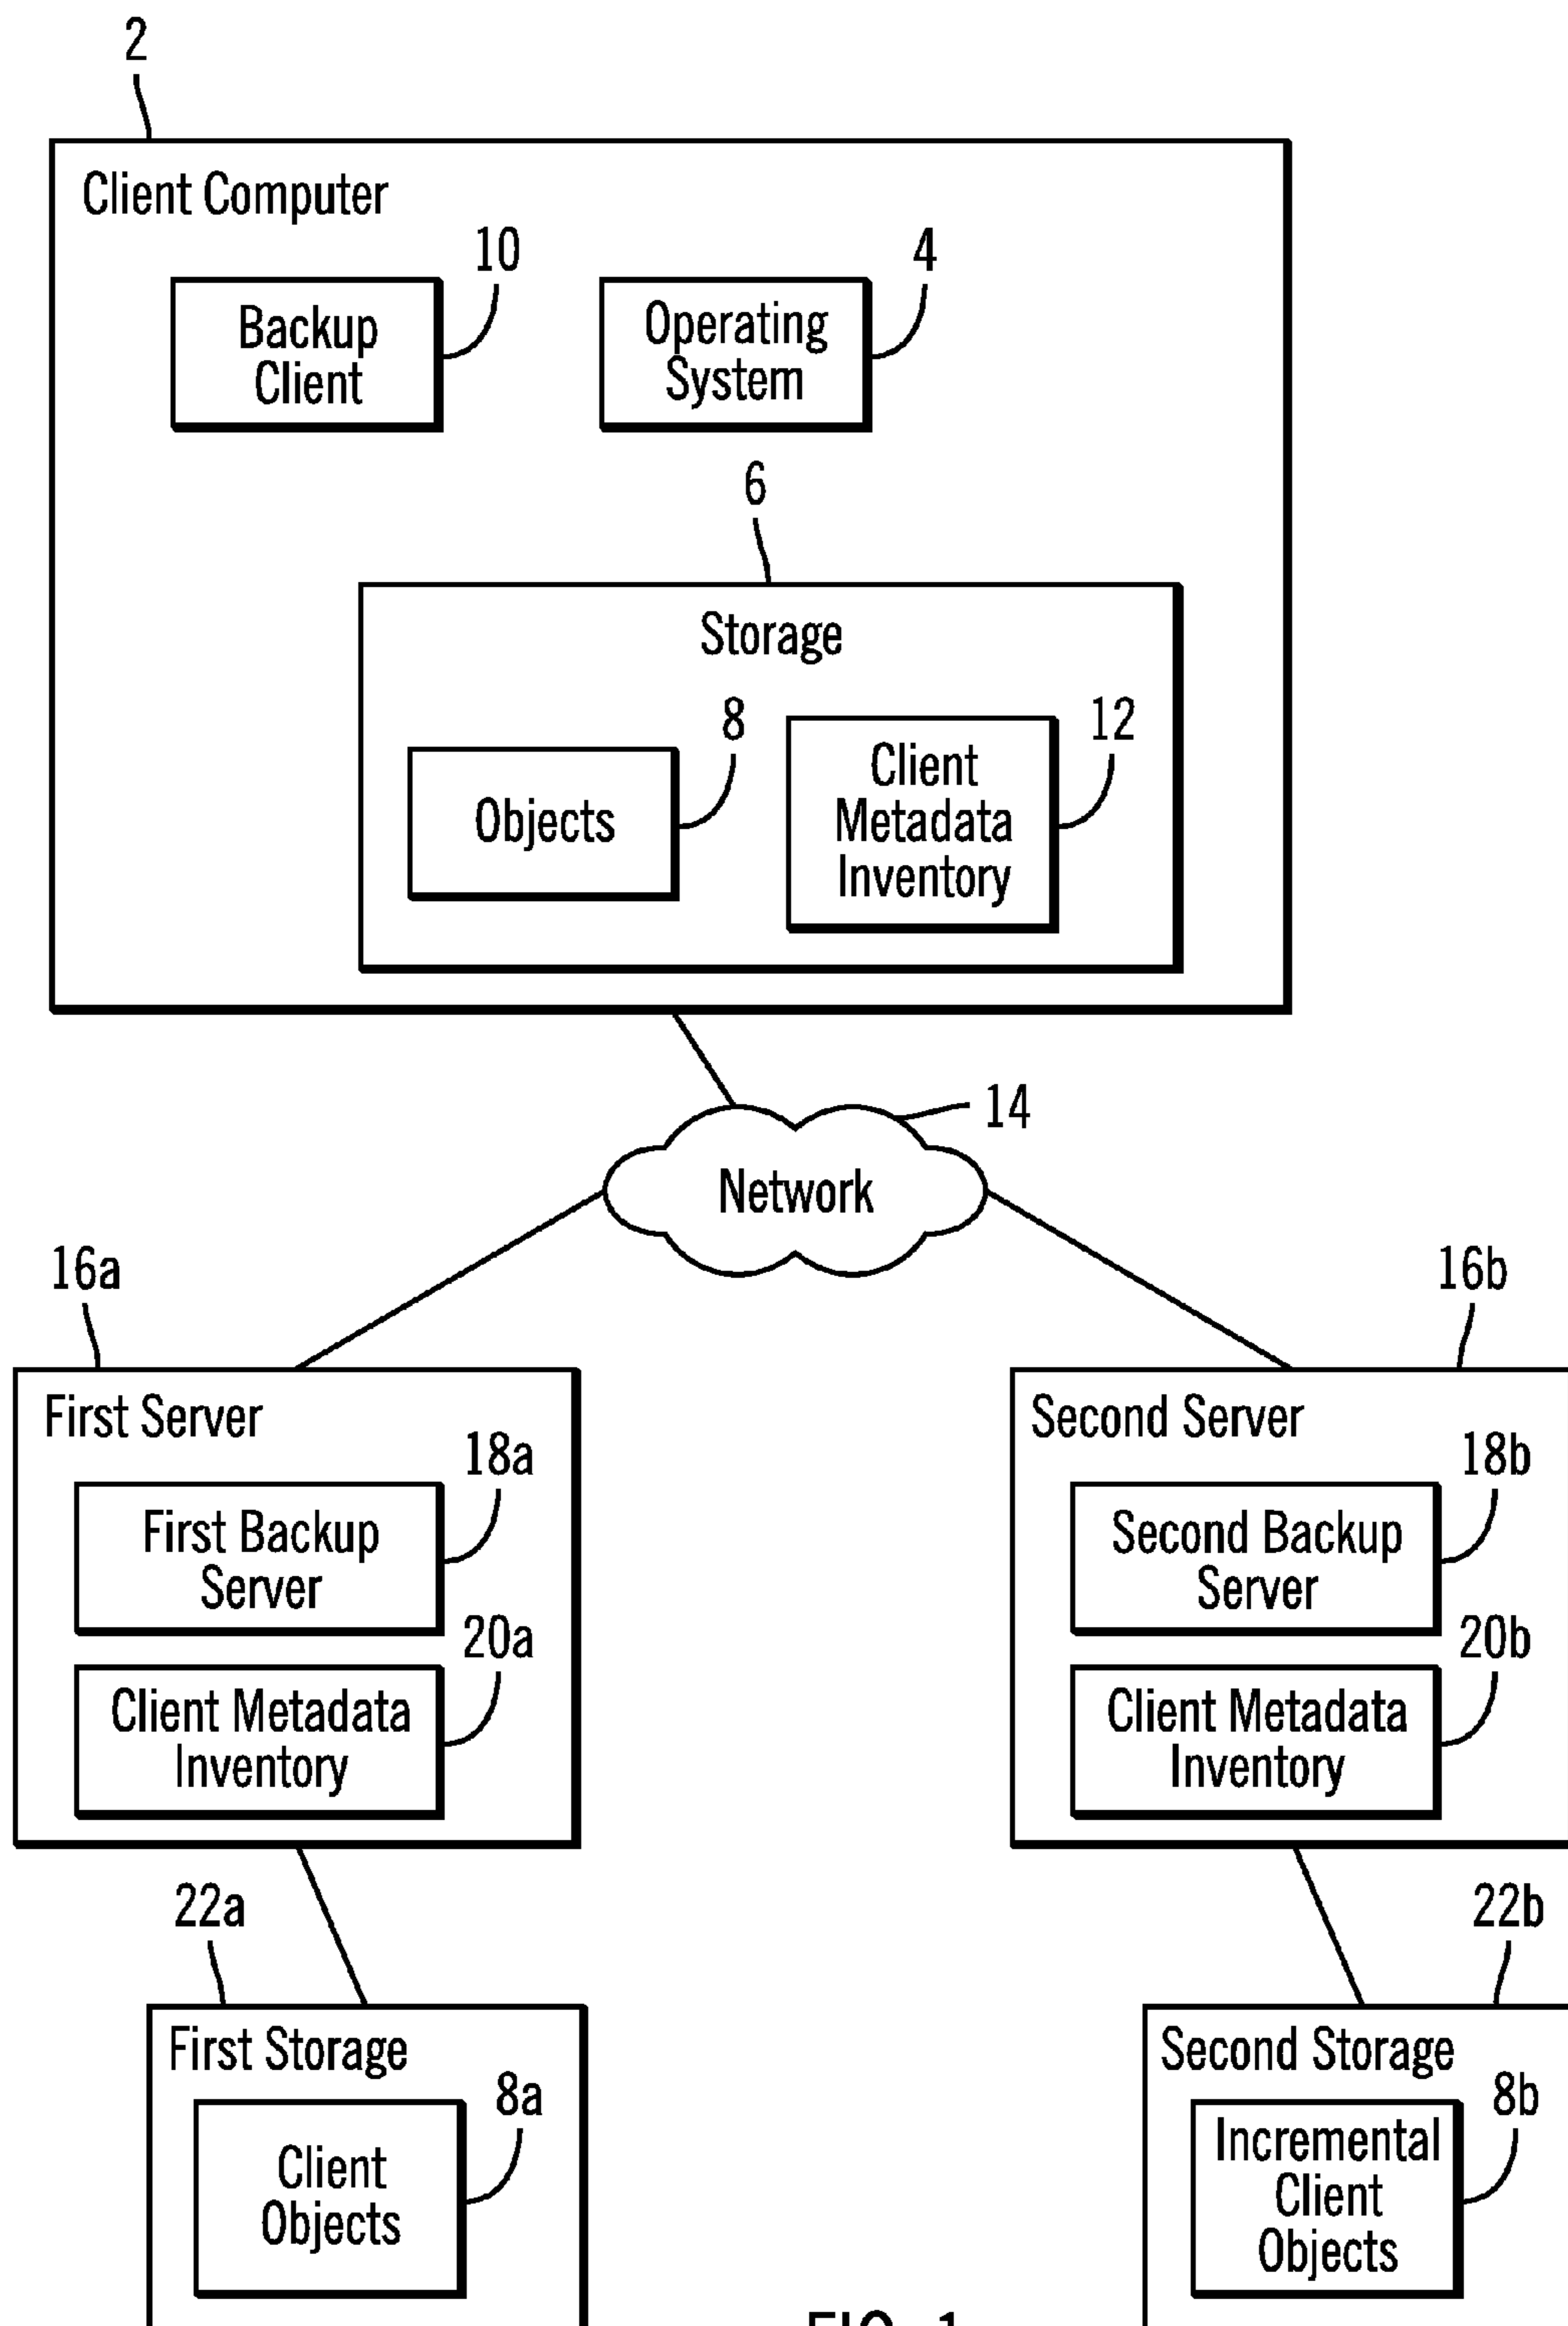 2
Client Computer
10
4
Backup
Client
Operating
System
6
Storage
8
12
Objects
Client
Metadata
Inventory
14
Network
16a
16b
First Server
18a
First Backup
Server
20a
Client Metadata
Inventory
Second Server
18b
Second Backup
Server
20b
Client Metadata
Inventory
22a
22b
First Storage
8a
Client
Objects
Second Storage
8b
Incremental
Client
Objects
FIG. 1